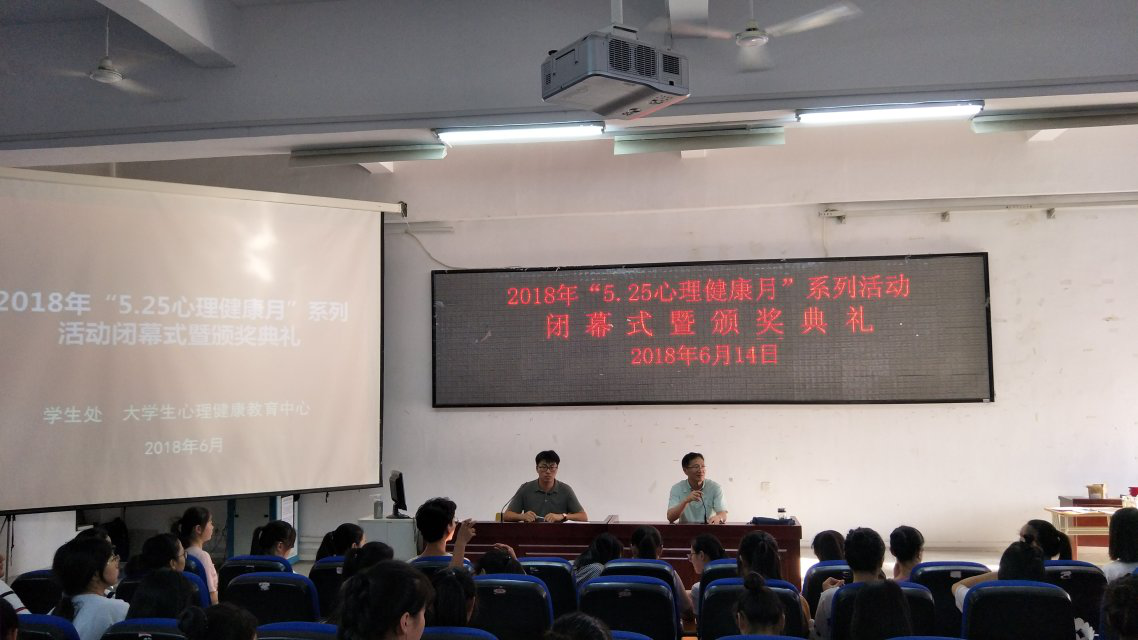 2018年“5.25心理健康月”系列
活动闭幕式暨颁奖典礼
学生处 大学生心理健康教育中心
2018年6月
2018年“5.25心理健康月”系列活动
闭幕式暨颁奖典礼
2018年6月14日